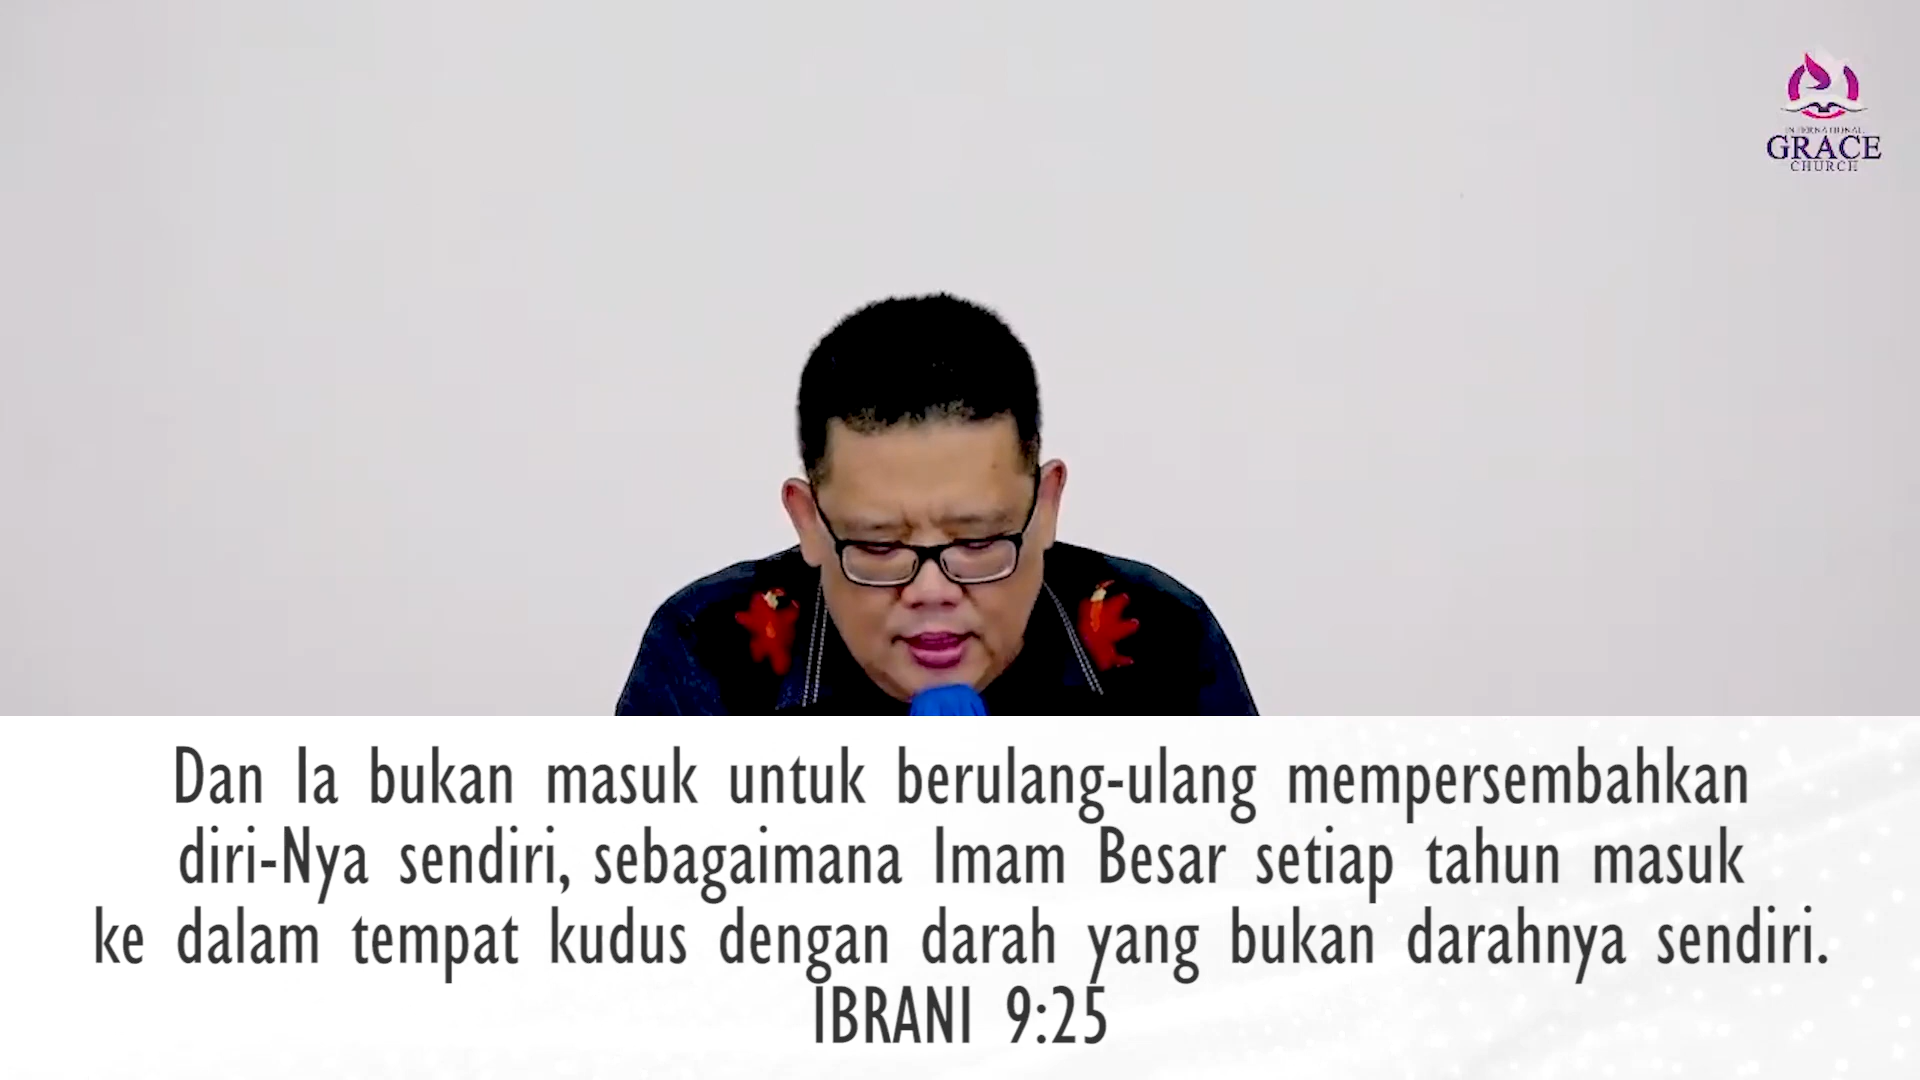 INTERNATIONAL
GRACE
CHURCH
Dan Ia bukan masuk untuk berulang-ulang mempersembahkan
diri-Nya sendiri, sebagaimana Imam Besar setiap tahun masuk
ke dalam tempat kudus dengan darah yang bukan darahnya sendiri.
IBRANI 9:25